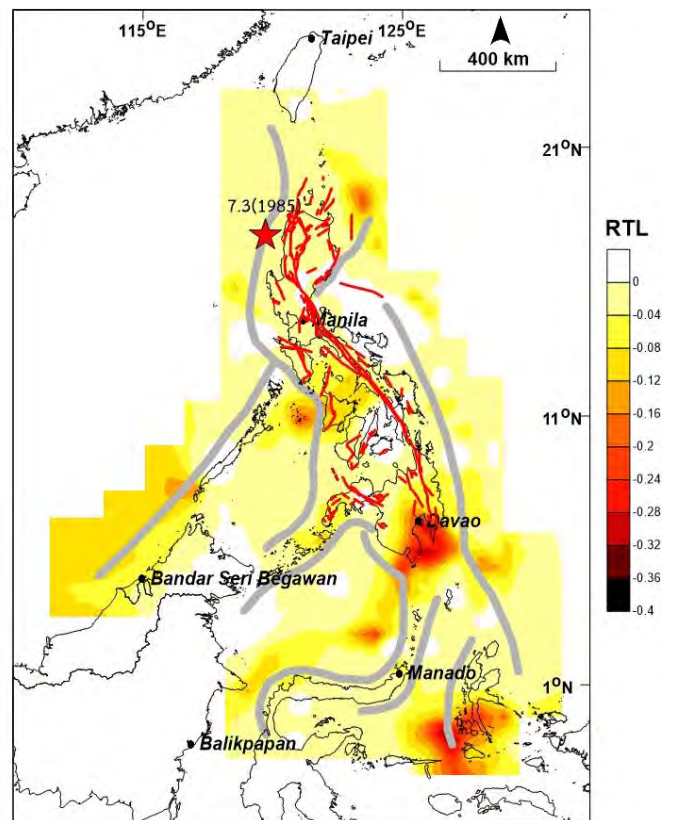 115°E
125°E
Taipei
400 km
21°N
7.3(1985)
RTL
0
-0.04
-0.08
-0.12
-0.16
-0.2
-0.24
-0.28
-0.32
-0.36
-0.4
Manila
11°N
Davao
Bandar Seri Begawan
Manado
1°N
Balikpapan